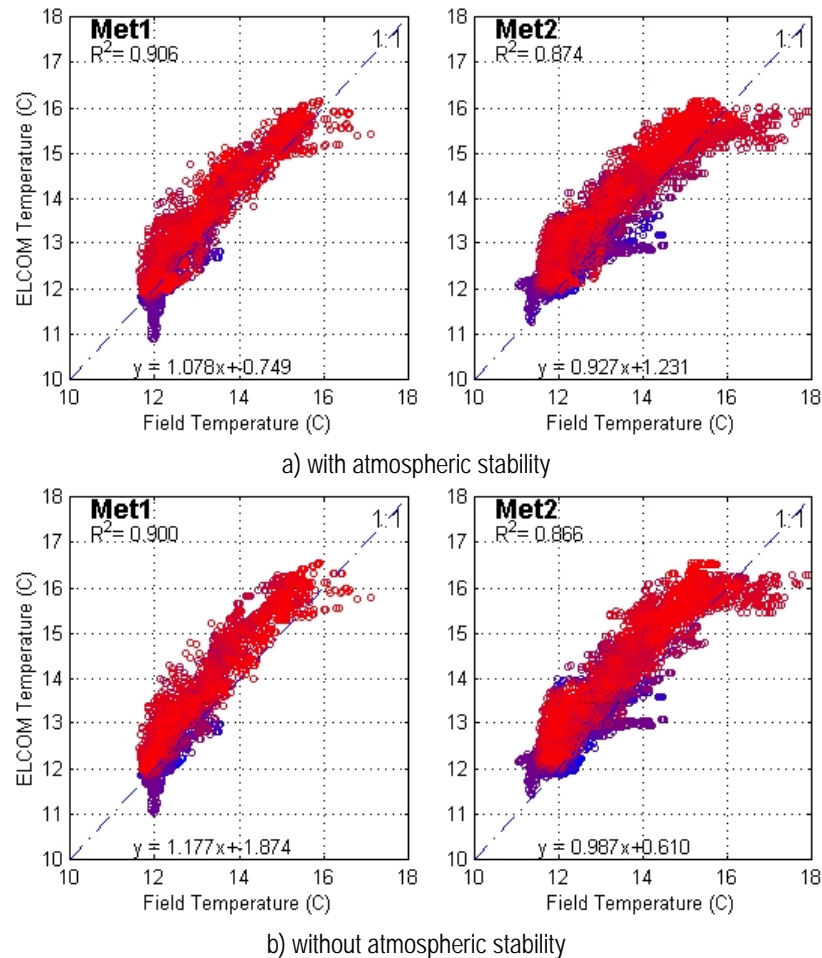 Met1
R2= 0.906
1:1
18
17
16
15
14
13
12
11
10
ELCOM Temperature (C)
y = 1.078x+-0.749
10 12 14 16 18
Field Temperature (C)
Met2
R2= 0.874
1:1
18
17
16
15
14
13
12
11
10
y = 0.927x+1.231
10 12 14 16 18
Field Temperature (C)
a) with atmospheric stability
Met1
R2= 0.900
1:1
18
17
16
15
14
13
12
11
10
ELCOM Temperature (C)
y = 1.177x+-1.874
10 12 14 16 18
Field Temperature (C)
Met2
R2= 0.866
1:1
18
17
16
15
14
13
12
11
10
y = 0.987x+0.610
10 12 14 16 18
Field Temperature (C)
b) without atmospheric stability